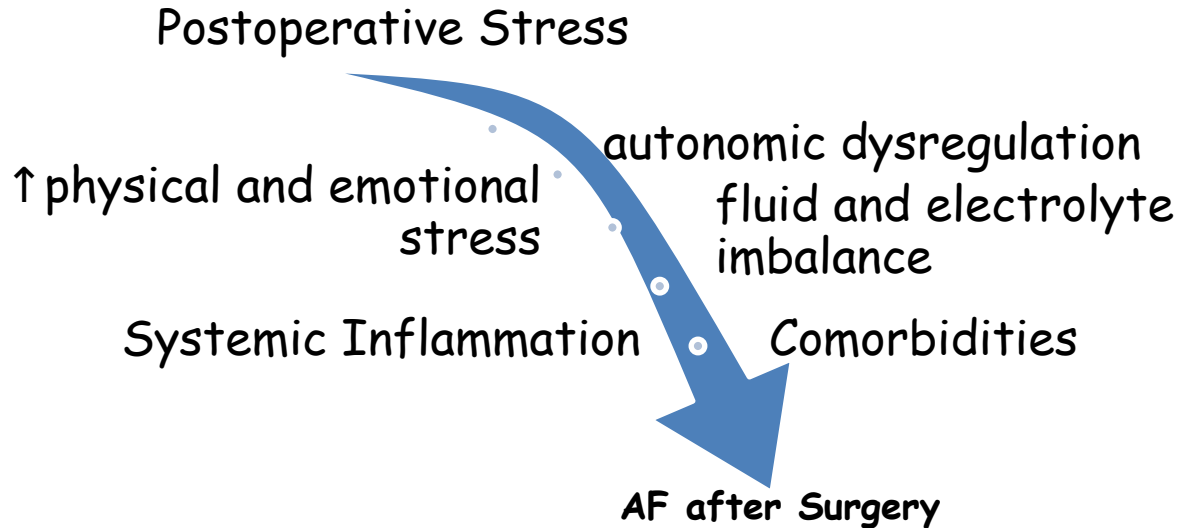 Postoperative Stress
autonomic dysregulation
↑physical and emotional
stress
fluid and electrolyte
imbalance
Systemic Inflammation
Comorbidities
AF after Surgery